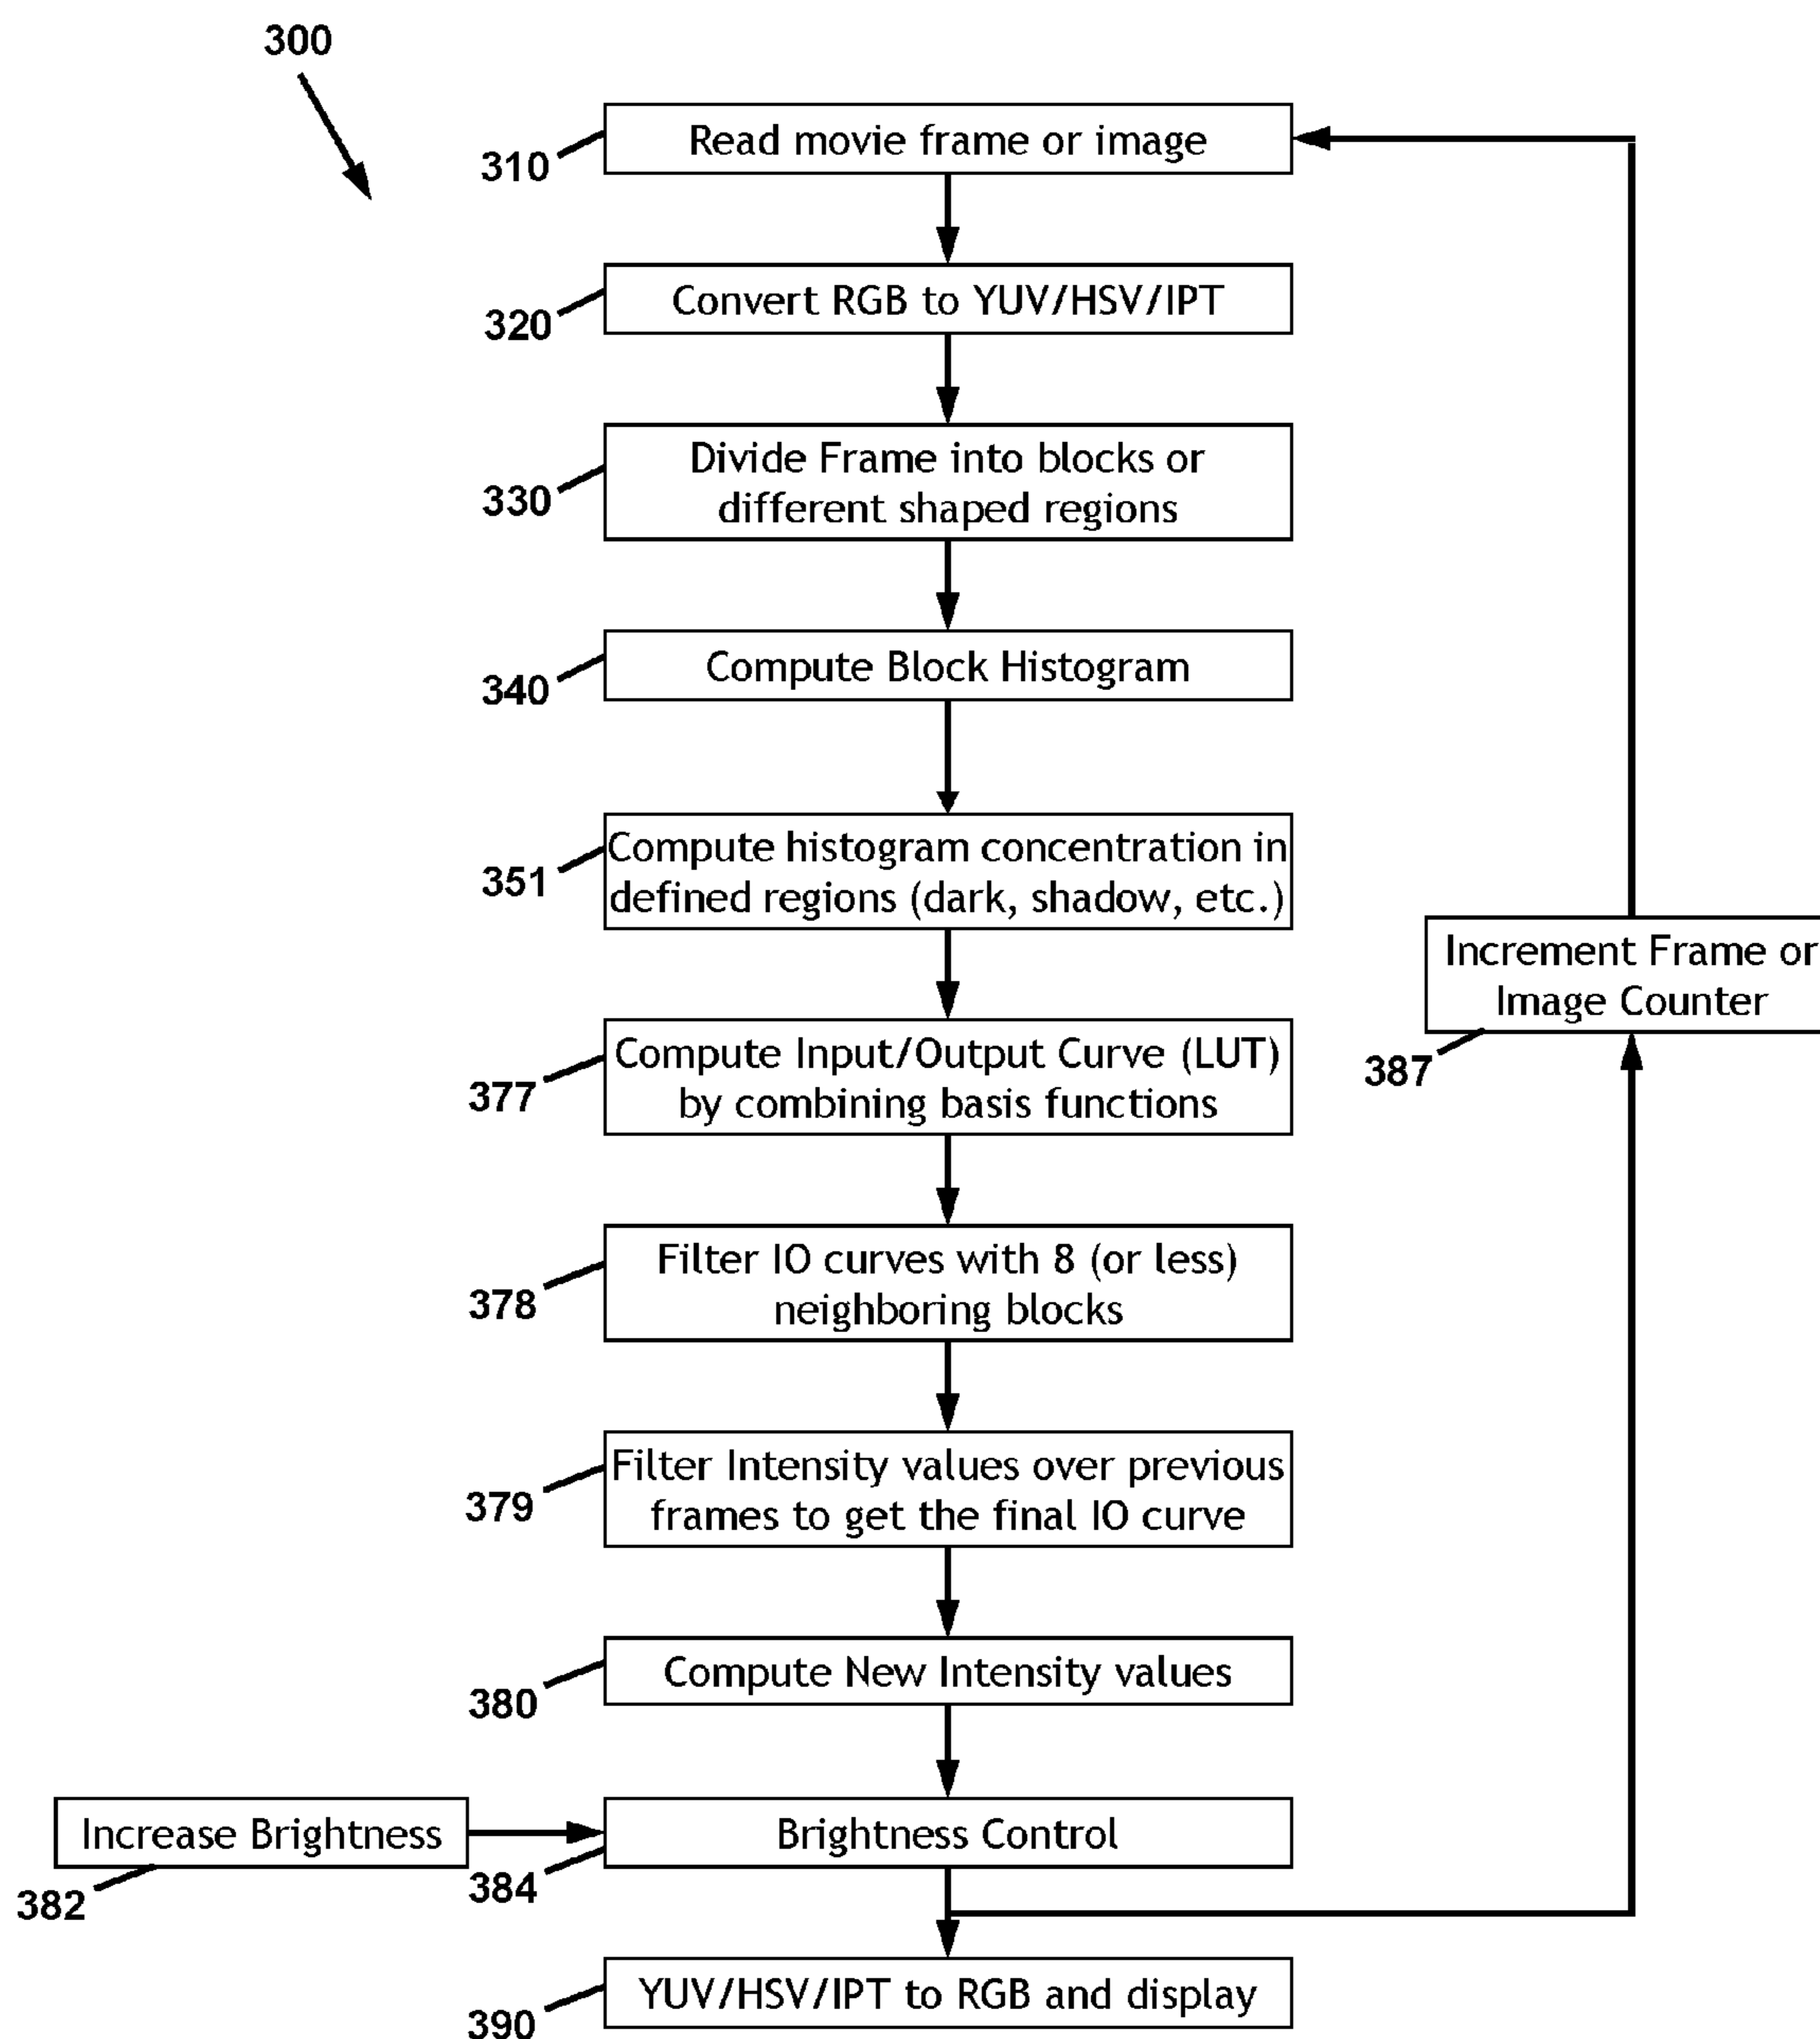 300
Read movie frame or image
310
Convert RGB to YUV/HSV/IPT
320
Divide Frame into blocks or
different shaped regions
330
Compute Block Histogram
340
Compute histogram concentration in
defined regions (dark, shadow, etc.)
351
Increment Frame or
Image Counter
387
Compute Input/Output Curve (LUT)
by combining basis functions
377
Filter IO curves with 8 (or less)
neighboring blocks
378
Filter Intensity values over previous
frames to get the final IO curve
379
Compute New Intensity values
380
Increase Brightness
382
Brightness Control
384
YUV/HSV/IPT to RGB and display
390